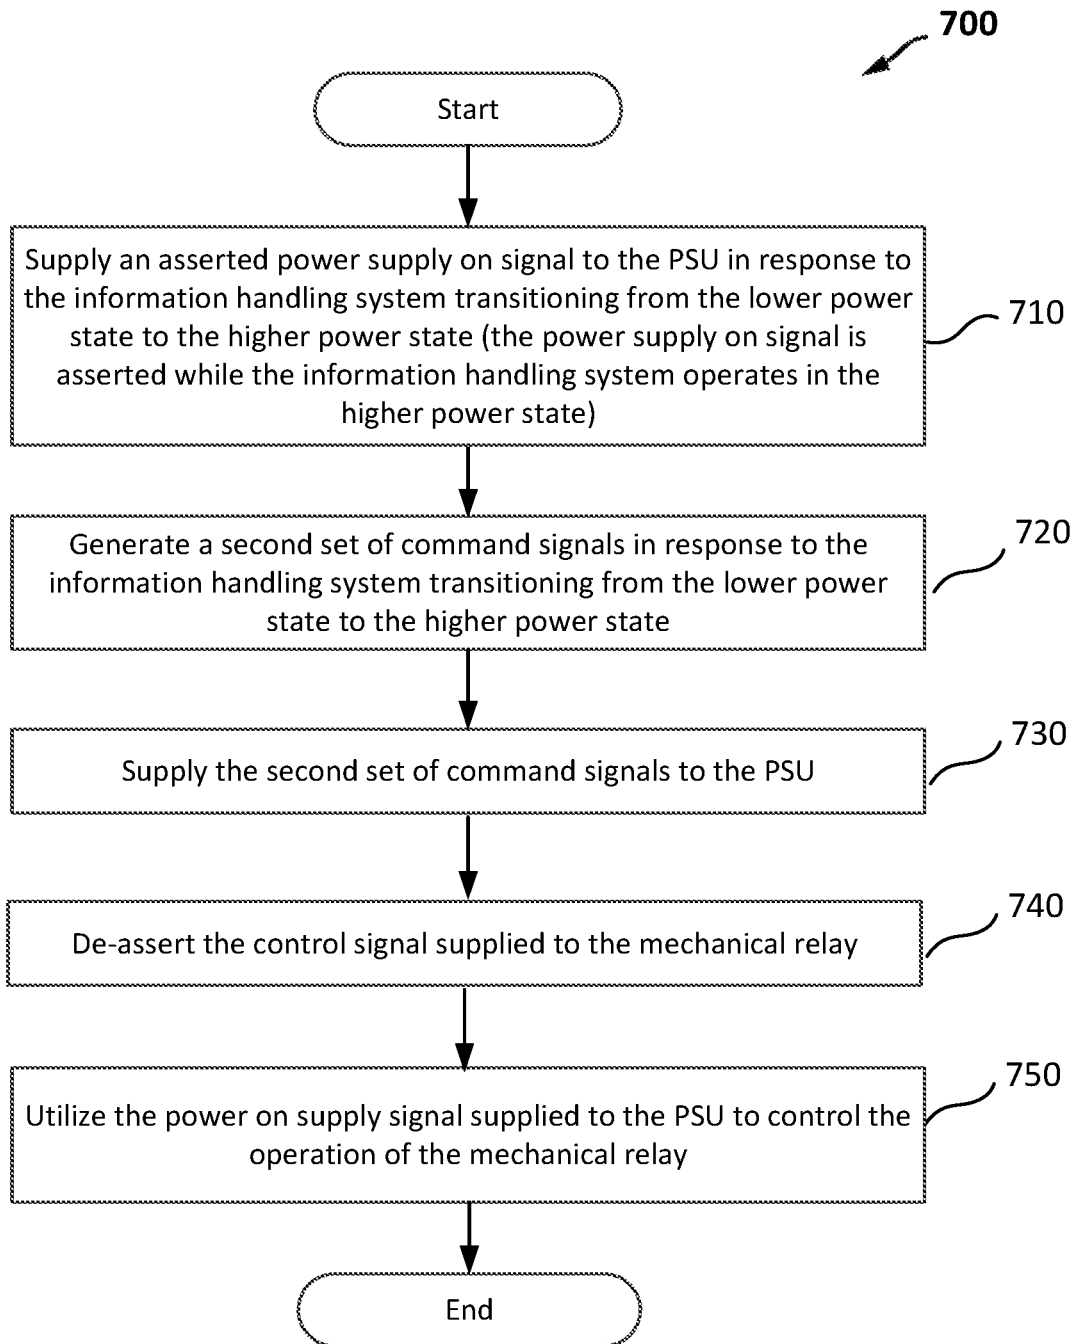 700
Start
Supply an asserted power supply on signal to the PSU in response to
the information handling system transitioning from the lower power
state to the higher power state (the power supply on signal is
asserted while the information handling system operates in the
higher power state)
710
Generate a second set of command signals in response to the
information handling system transitioning from the lower power
state to the higher power state
720
Supply the second set of command signals to the PSU
730
De-assert the control signal supplied to the mechanical relay
740
Utilize the power on supply signal supplied to the PSU to control the
operation of the mechanical relay
750
End